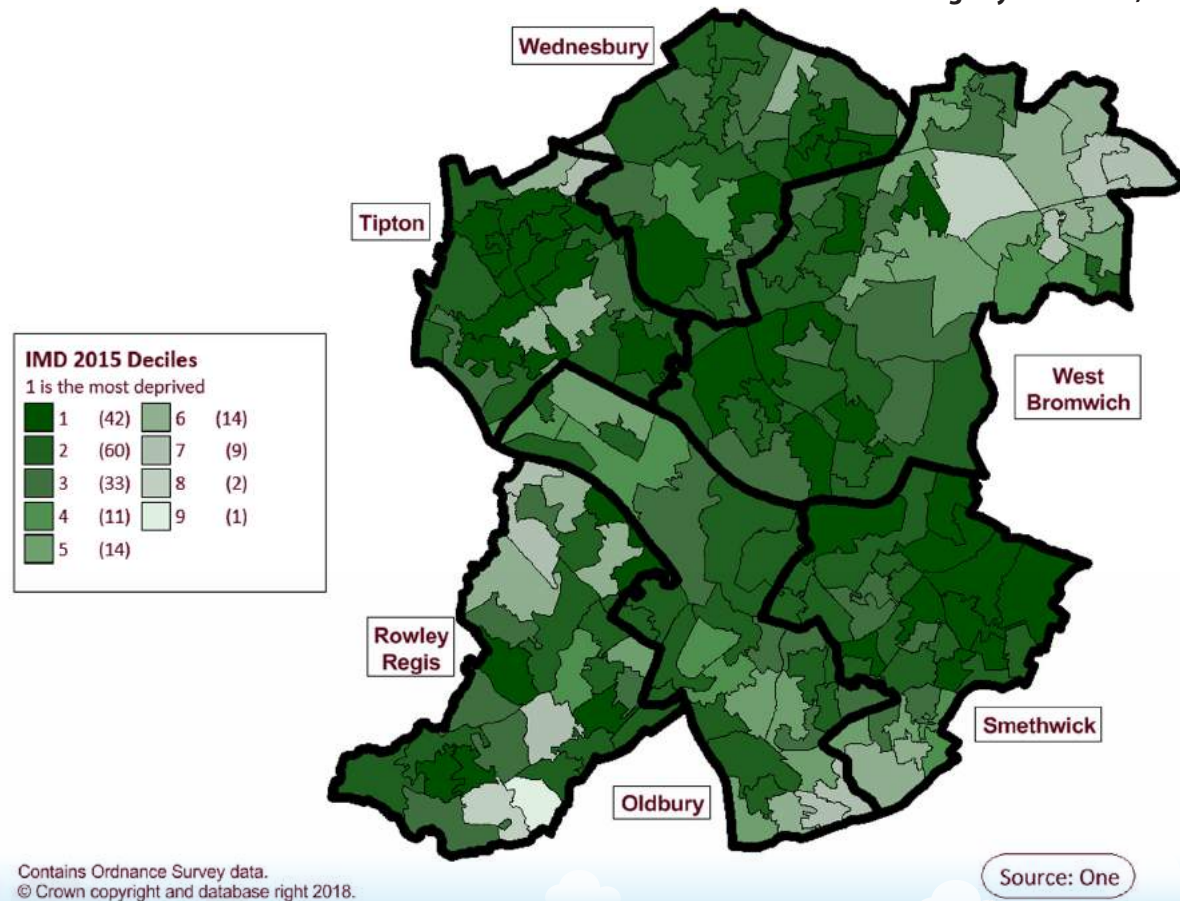 Wednesbury
Tipton
IMD 2015 Deciles
1 is the most deprived
1 (42) 6 (14)
2 (60) 7 (9)
3 (33) 8 (2)
4 (11) 9 (1)
5 (14)
West
Bromwich
Rowley
Regis
Smethwick
Oldbury
Contains Ordnance Survey data.
© Crown copyright and database right 2018.
Source: One